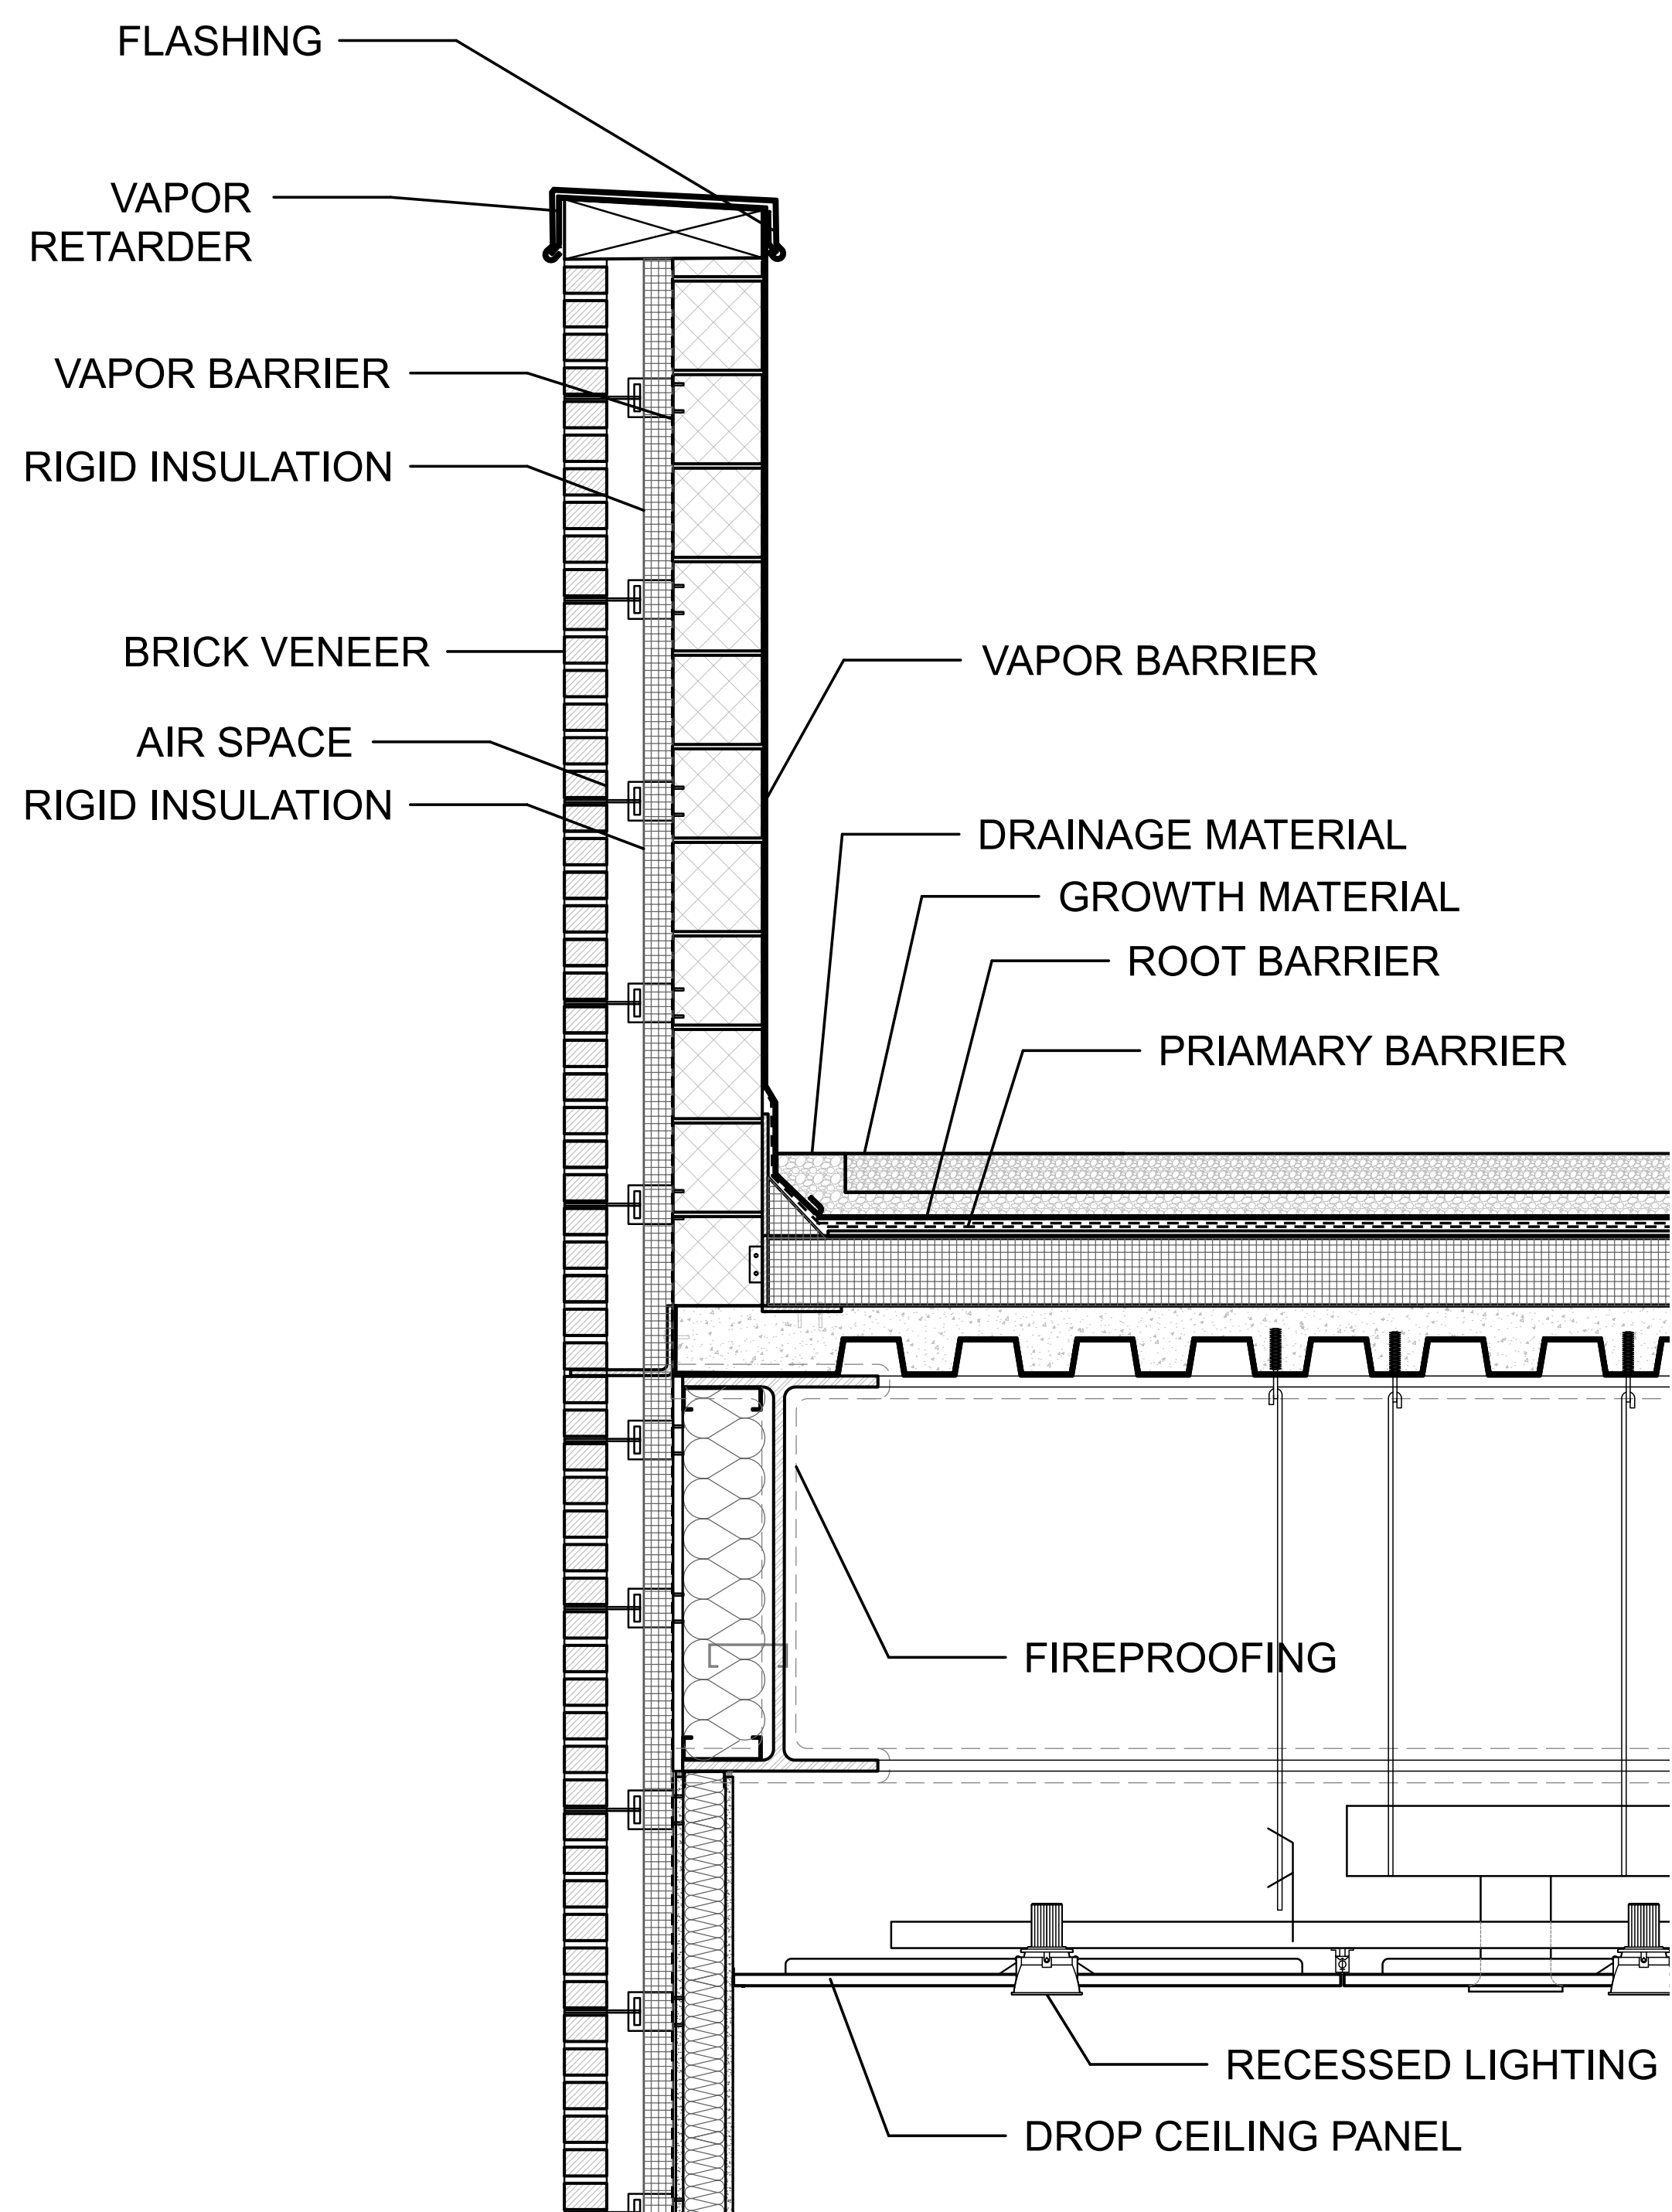 FLASHING
VAPOR
RETARDER
VAPOR BARRIER
RIGID INSULATION
BRICK VENEER
VAPOR BARRIER
AIR SPACE
RIGID INSULATION
DRAINAGE MATERIAL
GROWTH MATERIAL
ROOT BARRIER
PRIAMARY BARRIER
FIREPROOFING
RECESSED LIGHTING
DROP CEILING PANEL